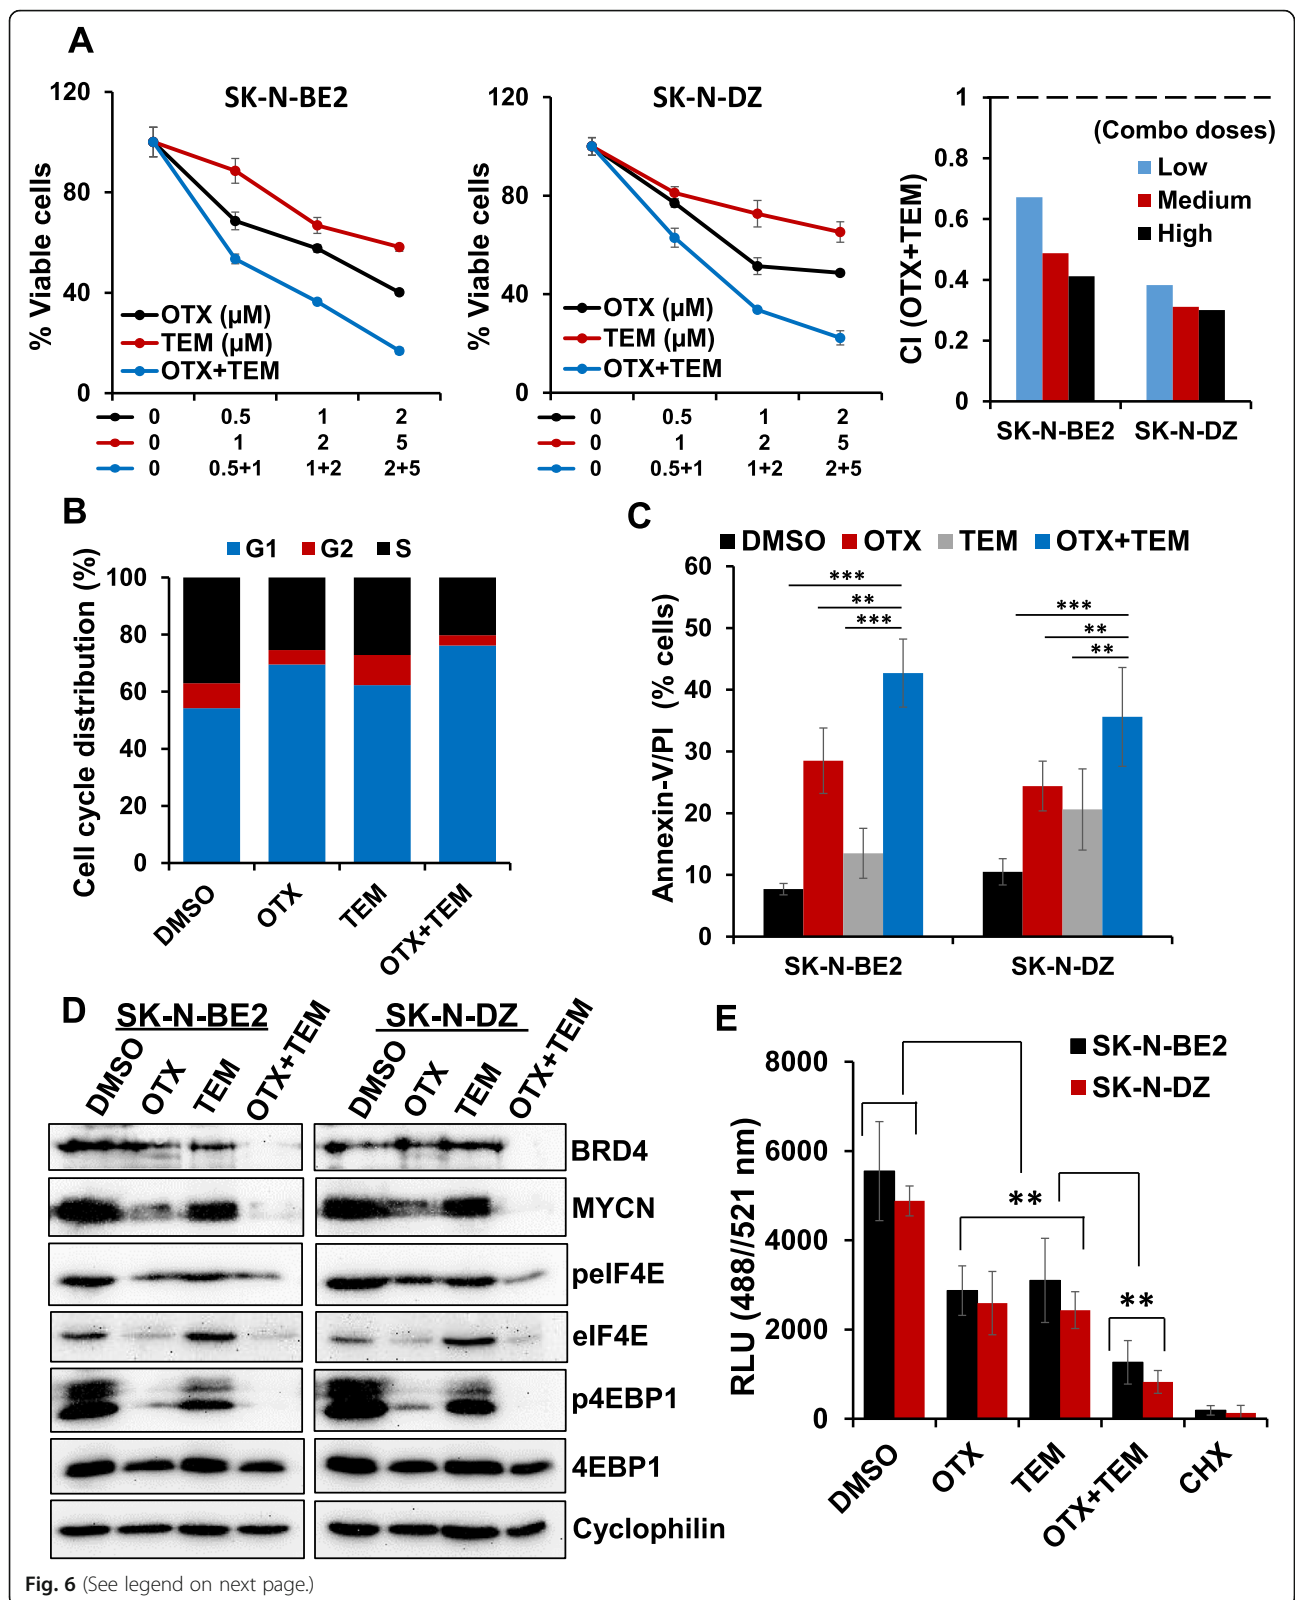 A
SK-N-BE2
120
80
40
0
% Viable cells
OTX (µM)
TEM (µM)
OTX+TEM
0 0.5 1 2
0 1 2 5
0 0.5+1 1+2 2+5
SK-N-DZ
120
80
40
0
% Viable cells
OTX (µM)
TEM (µM)
OTX+TEM
0 0.5 1 2
0 1 2 5
0 0.5+1 1+2 2+5
1
0.8
0.6
0.4
0.2
0
CI (OTX+TEM)
(Combo doses)
Low
Medium
High
SK-N-BE2 SK-N-DZ
B
G1 G2 S
100
80
60
40
20
0
Cell cycle distribution (%)
DMSO
OTX
TEM
OTX+TEM
C
DMSO OTX TEM OTX+TEM
60
50
40
30
20
10
0
Annexin-V/PI (% cells)
***
**
***
***
**
**
SK-N-BE2 SK-N-DZ
D
SK-N-BE2 SK-N-DZ
DMSO OTX TEM OTX+TEM
DMSO OTX TEM OTX+TEM
BRD4
MYCN
peIF4E
eIF4E
p4EBP1
4EBP1
Cyclophilin
E
SK-N-BE2
SK-N-DZ
8000
6000
4000
2000
0
RLU (488//521 nm)
**
**
DMSO
OTX
TEM
OTX+TEM
CHX
Fig. 6 (See legend on next page.)